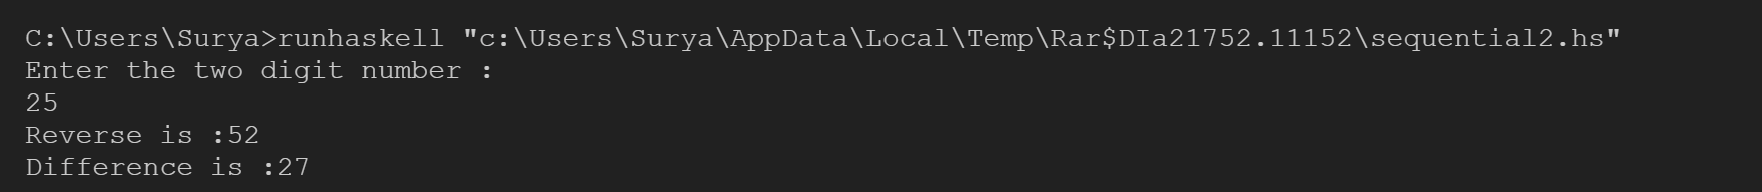 C:\Users\Surya>runhaskell "c:\Users\Surya\AppData\Local\Temp\Rar$DIa21752.11152\sequential2.hs"
Enter the two digit number :
25
Reverse is :52
Difference is :27